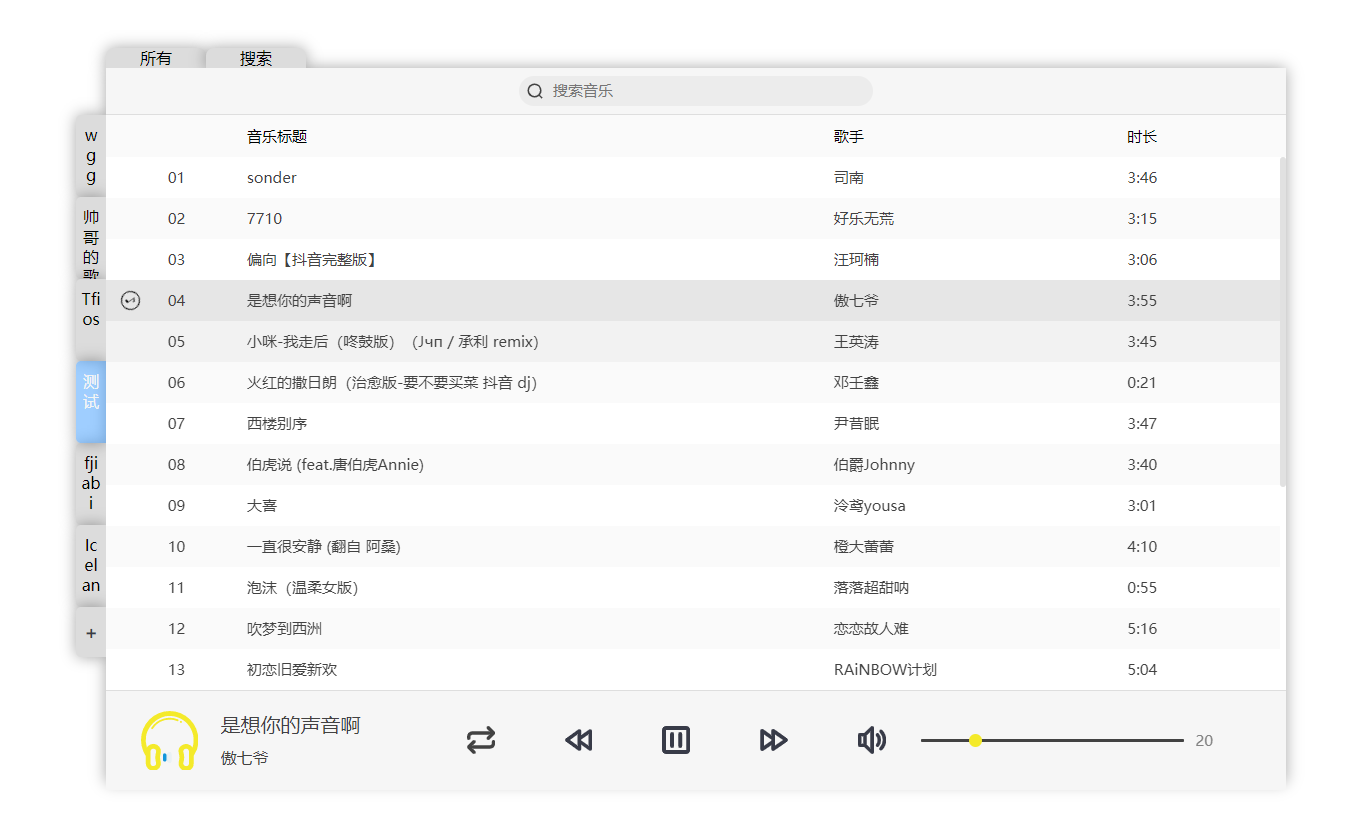 所有 搜索
搜索音乐
w
g
g
帅
哥
的
歌
Tfi
os
测
试
fji
ab
i
Ic
el
an
+
音乐标题 歌手 时长
01 sonder 司南 3:46
02 7710 好乐无荒 3:15
03 偏向【抖音完整版】 汪珂楠 3:06
04 是想你的声音啊 傲七爷 3:55
05 小咪-我走后（咚鼓版）（Jчп / 承利 remix) 王英涛 3:45
06 火红的撒日朗（治愈版-要不要买菜 抖音 dj） 邓壬鑫 0:21
07 西楼别序 尹昔眠 3:47
08 伯虎说 (feat.唐伯虎Annie) 伯爵Johnny 3:40
09 大喜 泠鸢yousa 3:01
10 一直很安静 (翻自 阿桑) 橙大蕾蕾 4:10
11 泡沫（温柔女版） 落落超甜呐 0:55
12 吹梦到西洲 恋恋故人难 5:16
13 初恋旧爱新欢 RAiNBOW计划 5:04
是想你的声音啊
傲七爷
20